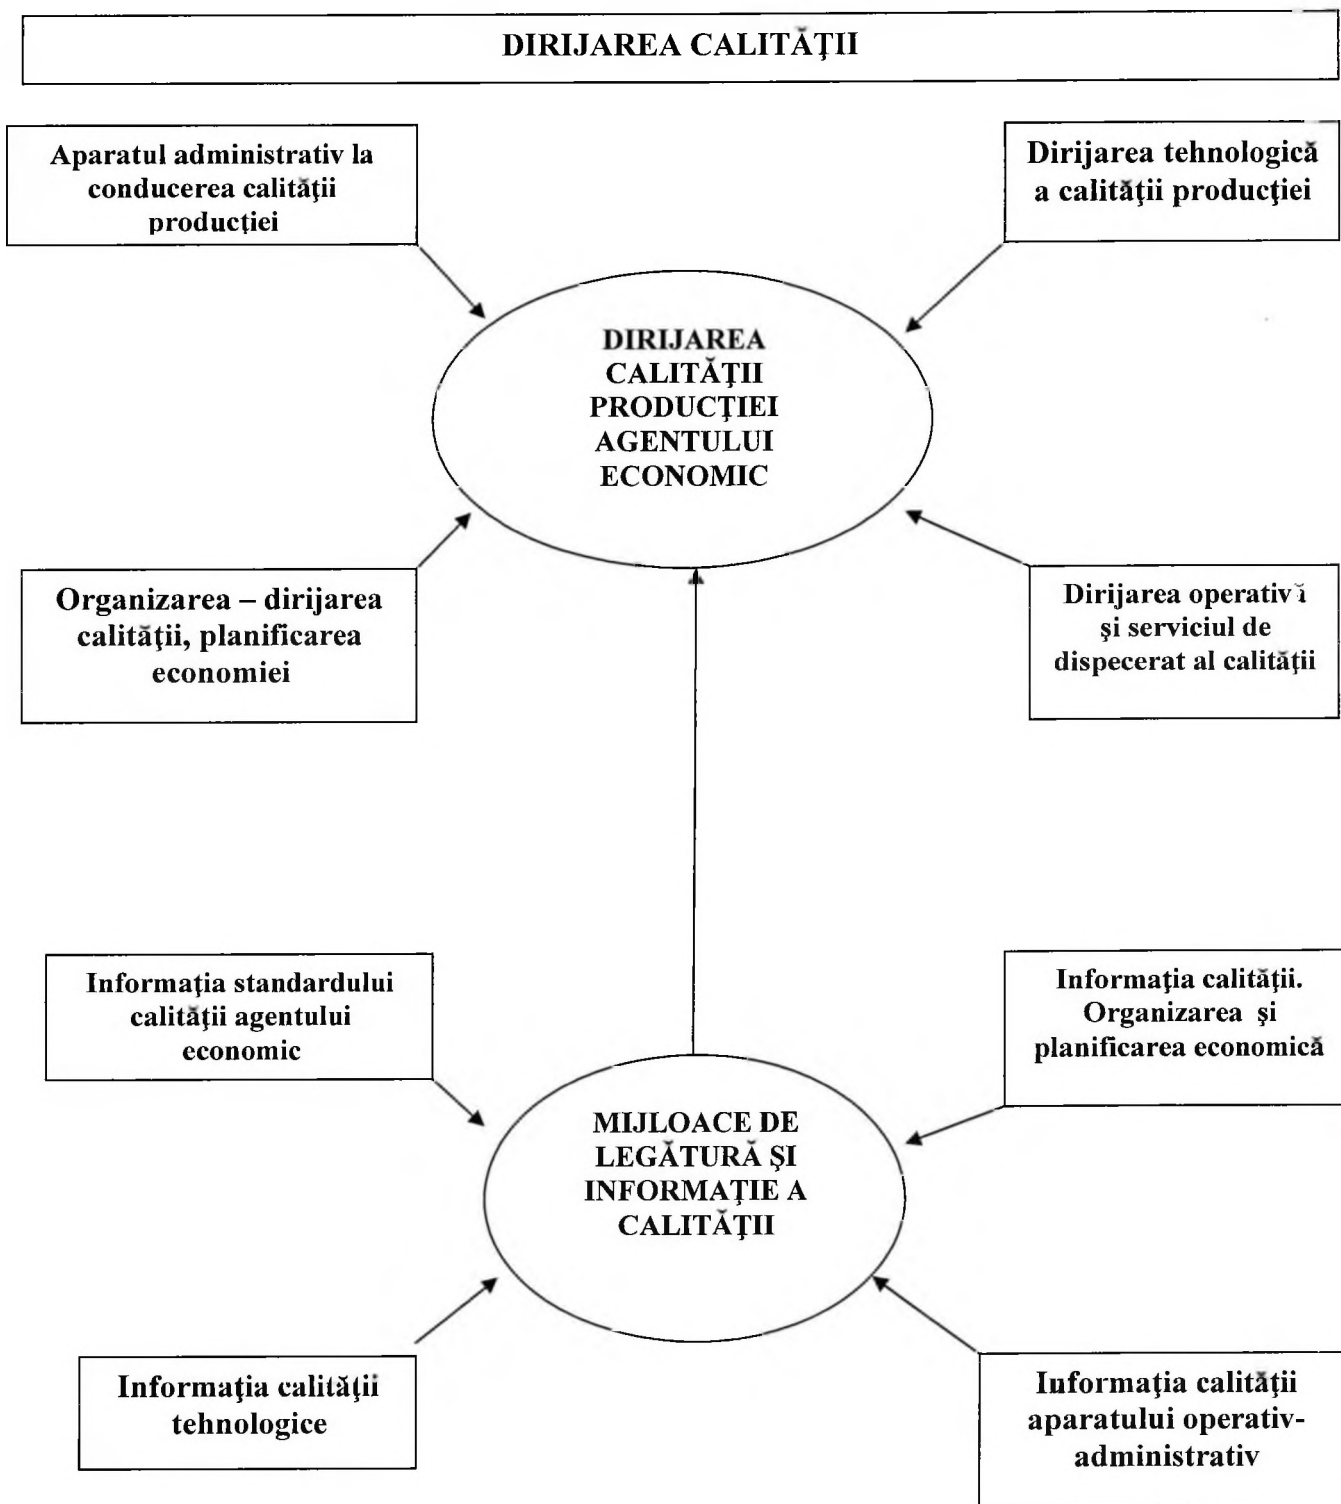 DIRIJAREA CALITĂŢII
Aparatul administrativ la
conducerea calităţii
producţiei
Dirijarea tehnologică
a calităţii producţiei
DIRIJAREA
CALITĂŢII
PRODUCŢIEI
AGENTULUI
ECONOMIC
Organizarea – dirijarea
calităţii, planificarea
economiei
Dirijarea operativă
şi serviciul de
dispecerat al calităţii
Informaţia standardului
calităţii agentului
economic
Informaţia calităţii.
Organizarea şi
planificarea economică
MIJLOACE DE
LEGĂTURĂ ŞI
INFORMAŢIE A
CALITĂŢII
Informaţia calităţii
tehnologice
Informaţia calităţii
aparatului operativ-
administrativ